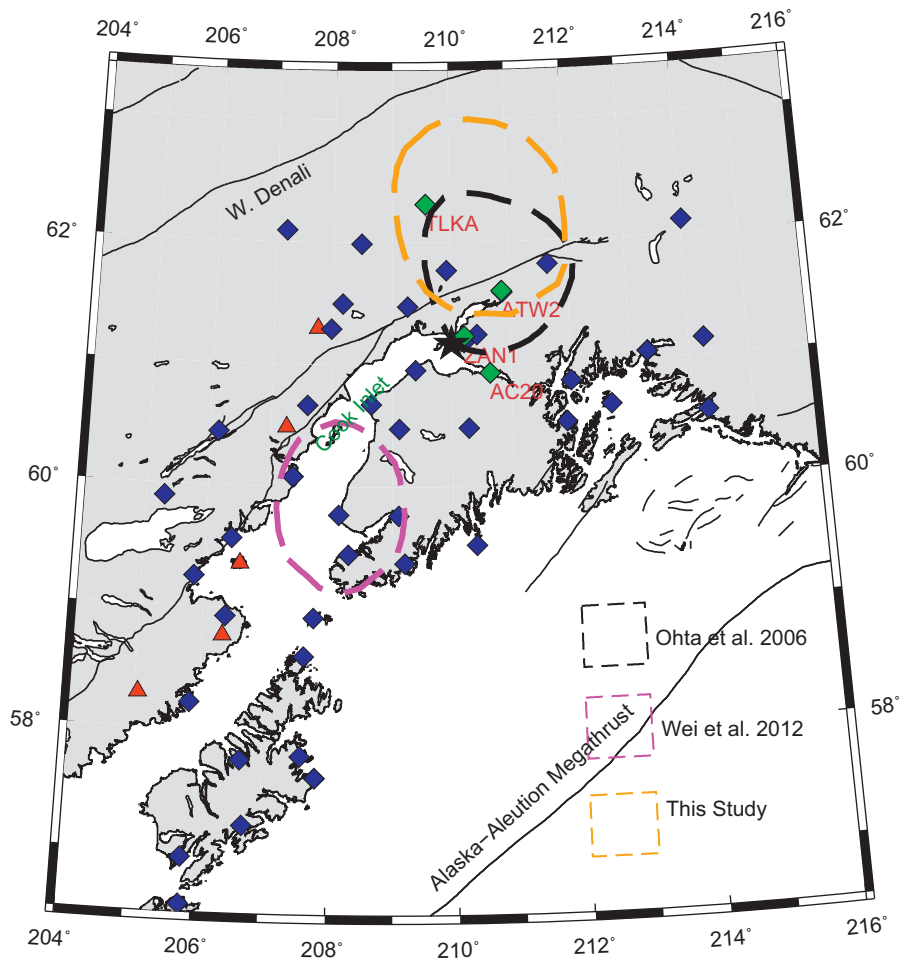 204° 206° 208° 210° 212° 214° 216°
W. Denali
62° 62°
TLKA
ATW2
ZAN1
AC20
Cook Inlet
60° 60°
Ohta et al. 2006
58° 58°
Wei et al. 2012
Alaska−Aleution Megathrust
This Study
204° 206° 208° 210° 212° 214° 216°